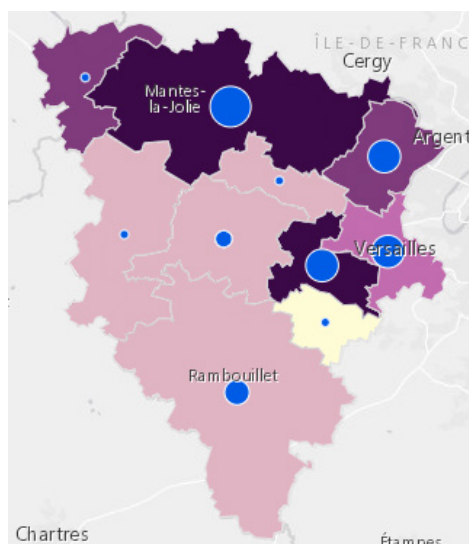 ÎLE-DE-FRANC
Cergy
Mantes-
la-Jolie
Argent
Versailles
Rambouillet
Chartres
Étampes